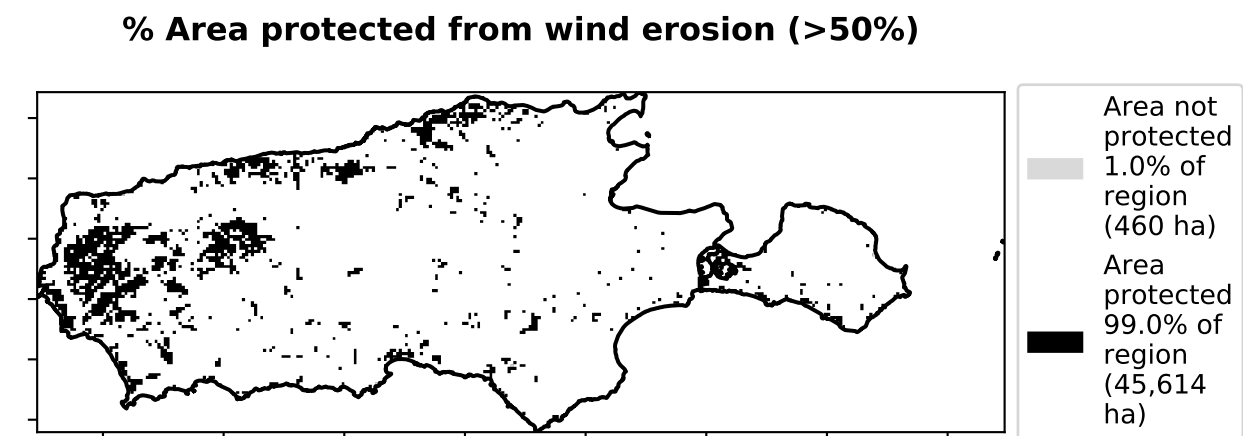 % Area protected from wind erosion (>50%)
Area not
protected
1.0% of
region
(460 ha)
Area
protected
99.0% of
region
(45,614
ha)